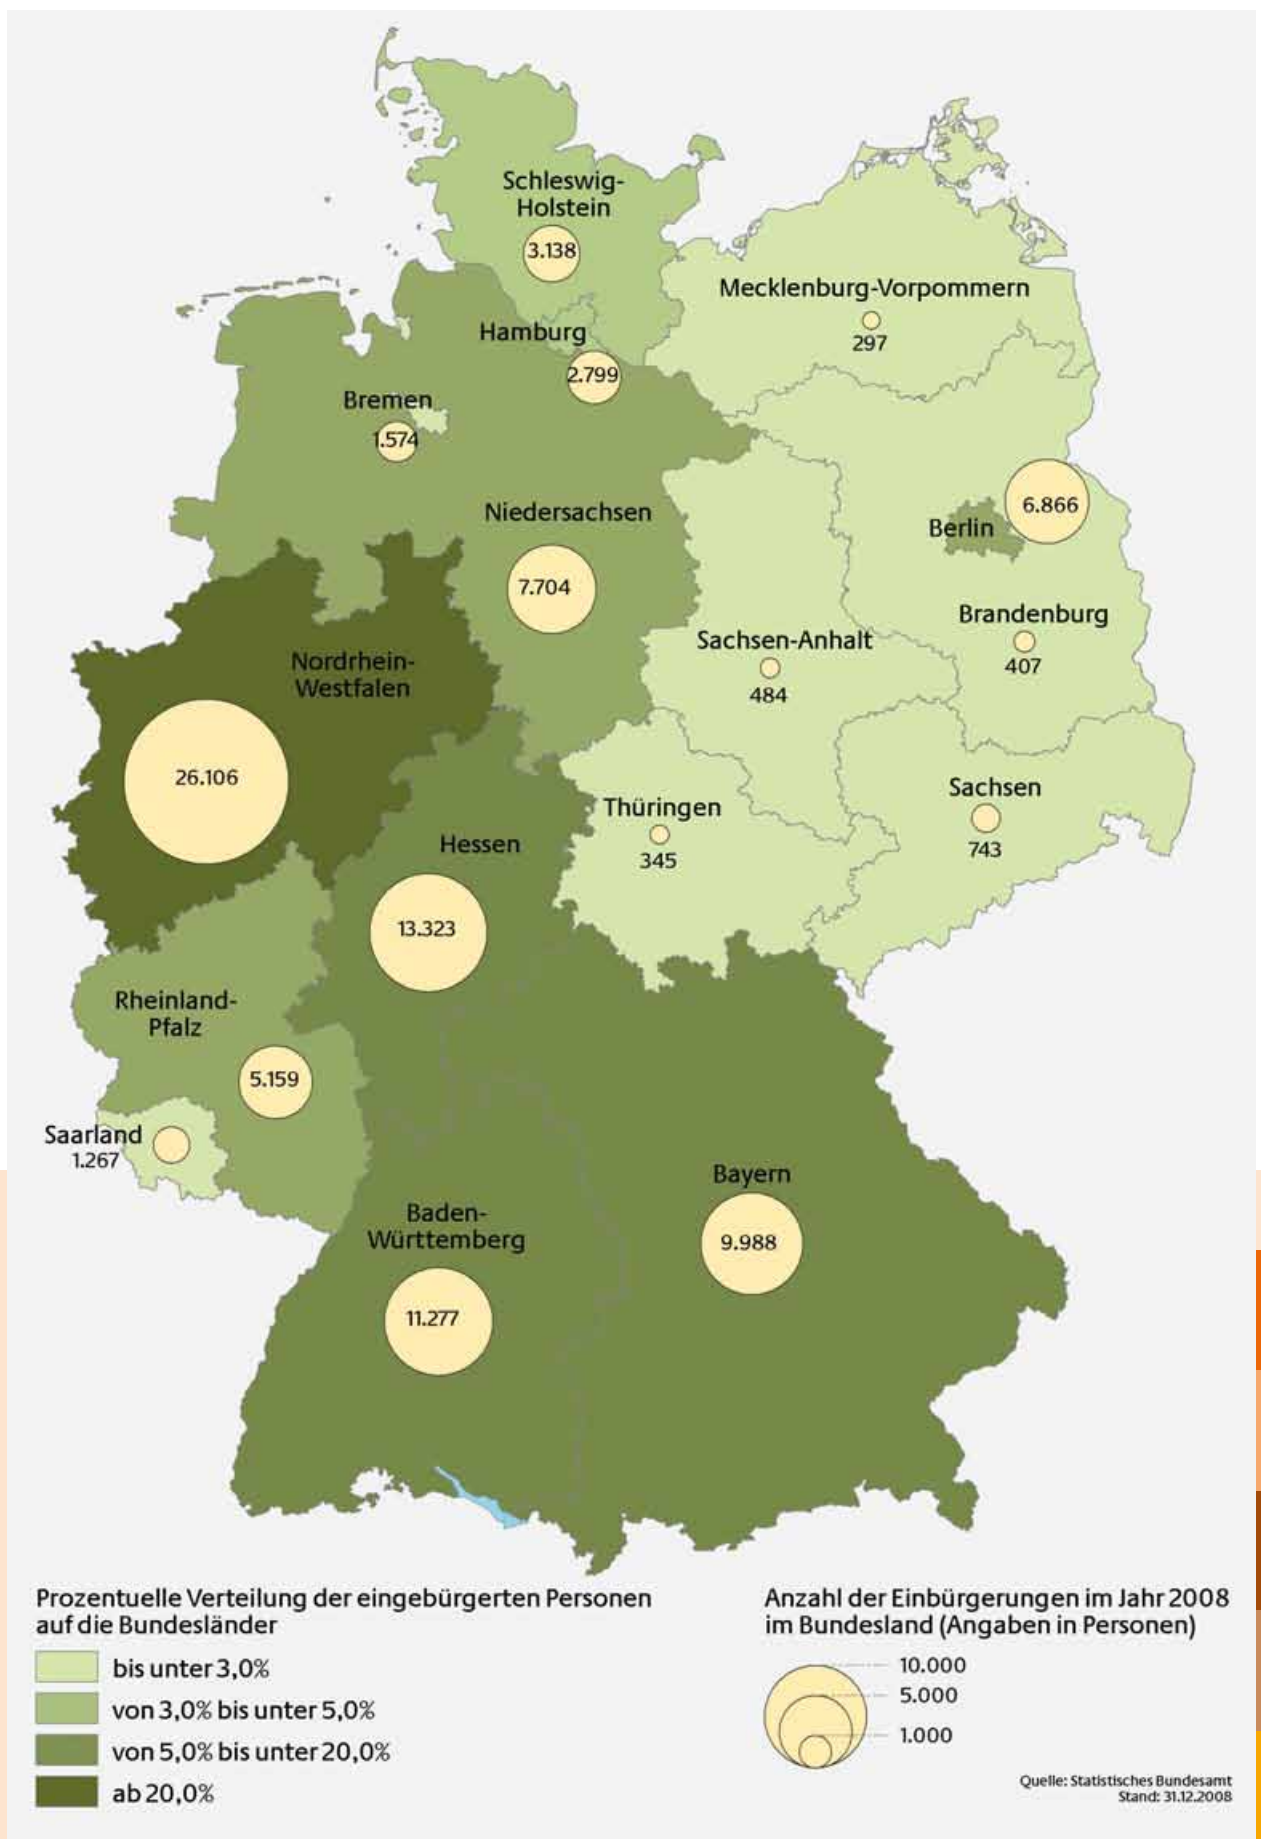 Schleswig-
Holstein
3.138
Mecklenburg-Vorpommern
297
Hamburg
2.799
Bremen
1.574
Niedersachsen
7.704
Berlin
6.866
Brandenburg
407
Sachsen-Anhalt
484
Nordrhein-
Westfalen
26.106
Sachsen
743
Thüringen
345
Hessen
13.323
Rheinland-
Pfalz
5.159
Saarland
1.267
Bayern
9.988
Baden-
Württemberg
11.277
Prozentuelle Verteilung der eingebürgerten Personen
auf die Bundesländer
bis unter 3,0%
von 3,0% bis unter 5,0%
von 5,0% bis unter 20,0%
ab 20,0%
Anzahl der Einbürgerungen im Jahr 2008
im Bundesland (Angaben in Personen)
10.000
5.000
1.000
Quelle: Statistisches Bundesamt
Stand: 31.12.2008